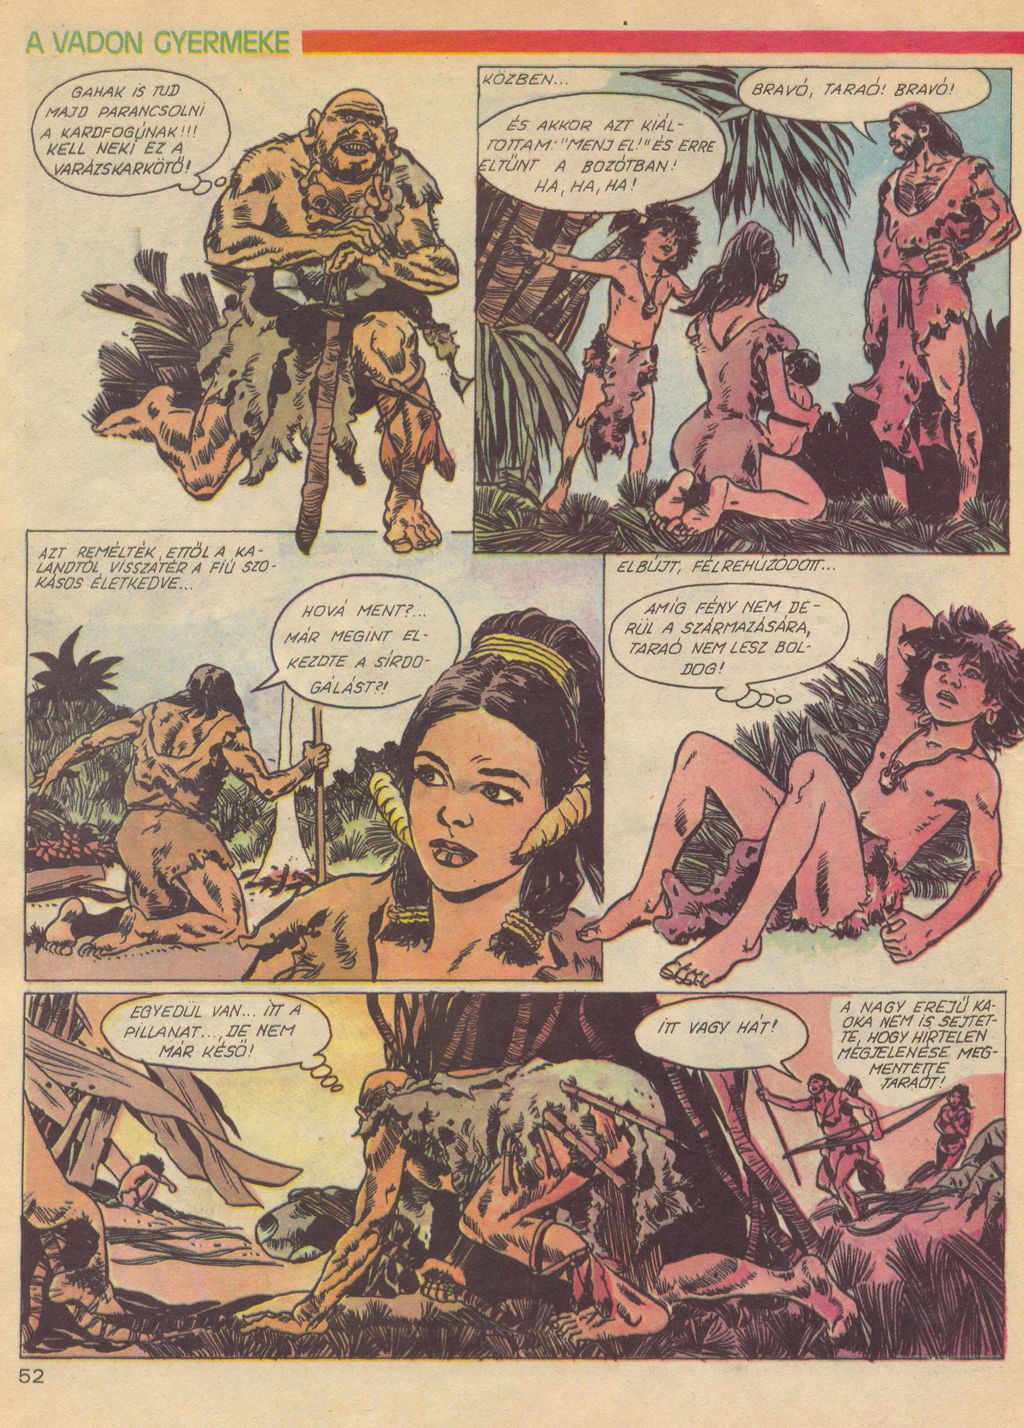 A VADON GYERMEKE
GAHAK IS TUD
MAJD PARANCSOLNI
A KARDFOGÚNAK!!!
KELL NEKI EZ A
VARÁZSKARKÖTŐ!
KÖZBEN...
ÉS AKKOR AZT KIÁL-
TOTTAM: "MENJ EL!" ÉS ERRE
ELTŰNT A BOZÓTBAN!
HA, HA, HA!
BRAVÓ, TARAÓ! BRAVÓ!
AZT REMÉLTÉK, ETTŐL A KA-
LANDTÓL VISSZATÉR A FIÚ SZO-
KÁSOS ÉLETKEDVE...
HOVÁ MENT?...
MÁR MEGINT EL-
KEZDTE A SÍRDO-
GÁLÁST?!
ELBÚJT, FÉLREHÚZÓDOTT...
AMÍG FÉNY NEM DE-
RÜL A SZÁRMAZÁSÁRA,
TARAÓ NEM LESZ BOL-
DOG!
EGYEDÜL VAN... ITT A
PILLANAT..., DE NEM
MÁR KÉSŐ!
ITT VAGY HÁT!
A NAGY EREJŰ KA-
OKA NEM IS SEJTET-
TE, HOGY HIRTELEN
MEGJELENÉSE MEG-
MENTETTE
TARAÓT!
52